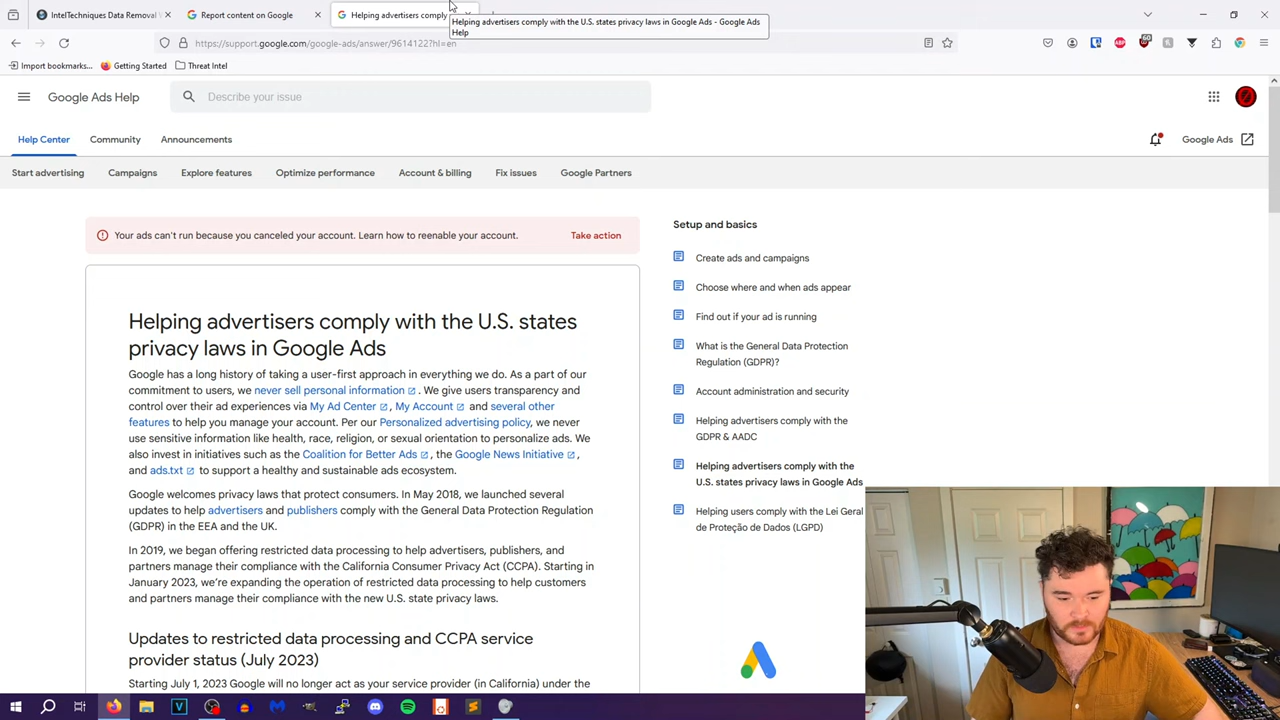 IntelTechniques Data Removal
Report content on Google
Helping advertisers comply
Helping advertisers comply with the U.S. states privacy laws in Google Ads - Google Ads
Help
https://support.google.com/google-ads/answer/9614122?hl=en
Import bookmarks...
Getting Started
Threat Intel
Google Ads Help
Describe your issue
Help Center
Community
Announcements
Google Ads
Start advertising
Campaigns
Explore features
Optimize performance
Account & billing
Fix issues
Google Partners
Your ads can't run because you canceled your account. Learn how to reenable your account.
Take action
Helping advertisers comply with the U.S. states
privacy laws in Google Ads
Google has a long history of taking a user-first approach in everything we do. As a part of our
commitment to users, we never sell personal information. We give users transparency and
control over their ad experiences via My Ad Center, My Account and several other
features to help you manage your account. Per our Personalized advertising policy, we never
use sensitive information like health, race, religion, or sexual orientation to personalize ads. We
also invest in initiatives such as the Coalition for Better Ads, the Google News Initiative,
and ads.txt to support a healthy and sustainable ads ecosystem.
Google welcomes privacy laws that protect consumers. In May 2018, we launched several
updates to help advertisers and publishers comply with the General Data Protection Regulation
(GDPR) in the EEA and the UK.
In 2019, we began offering restricted data processing to help advertisers, publishers, and
partners manage their compliance with the California Consumer Privacy Act (CCPA). Starting in
January 2023, we're expanding the operation of restricted data processing to help customers
and partners manage their compliance with the new U.S. state privacy laws.
Updates to restricted data processing and CCPA service
provider status (July 2023)
Starting July 1, 2023 Google will no longer act as your service provider (in California) under the
Setup and basics
Create ads and campaigns
Choose where and when ads appear
Find out if your ad is running
What is the General Data Protection
Regulation (GDPR)?
Account administration and security
Helping advertisers comply with the
GDPR & AADC
Helping advertisers comply with the
U.S. states privacy laws in Google Ads
Helping users comply with the Lei Geral
de Proteção de Dados (LGPD)